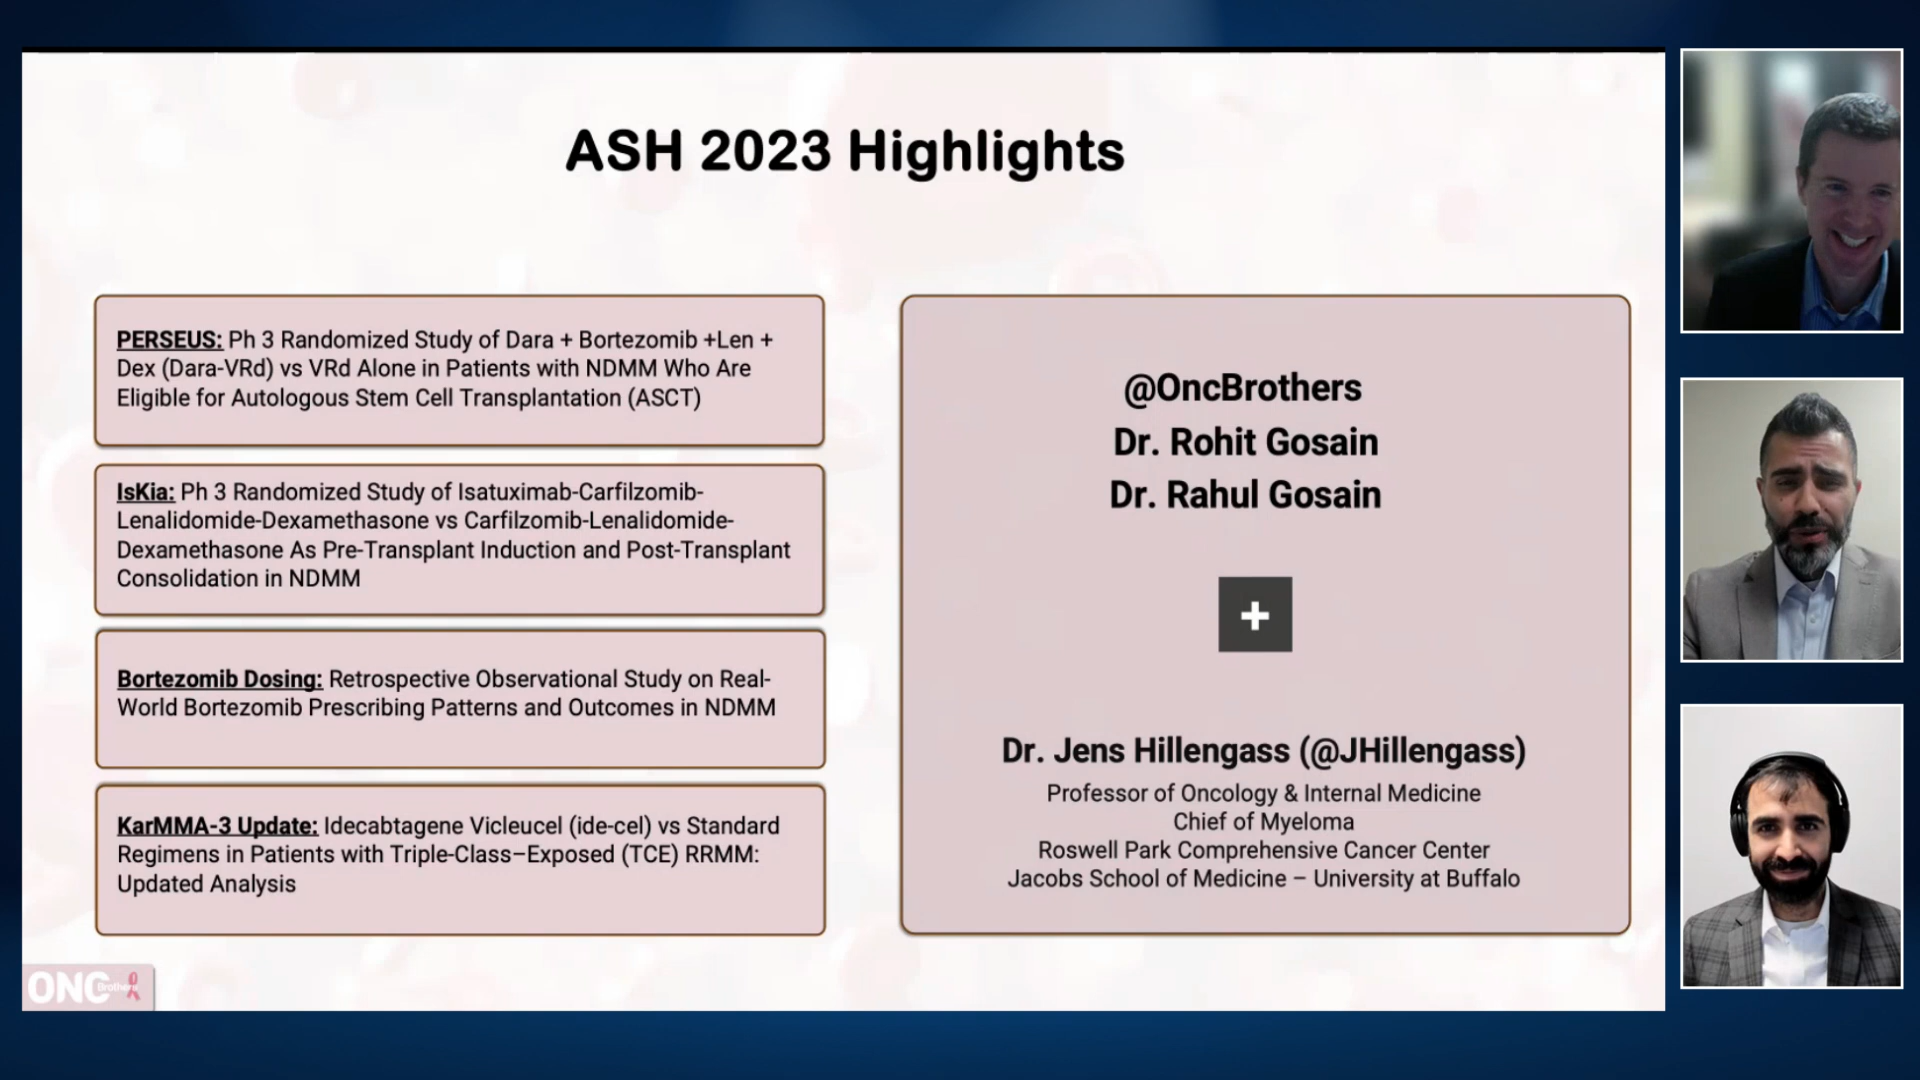 ASH 2023 Highlights
PERSEUS: Ph 3 Randomized Study of Dara + Bortezomib +Len +
Dex (Dara-VRd) vs VRd Alone in Patients with NDMM Who Are
Eligible for Autologous Stem Cell Transplantation (ASCT)
IsKia: Ph 3 Randomized Study of Isatuximab-Carfilzomib-
Lenalidomide-Dexamethasone vs Carfilzomib-Lenalidomide-
Dexamethasone As Pre-Transplant Induction and Post-Transplant
Consolidation in NDMM
Bortezomib Dosing: Retrospective Observational Study on Real-
World Bortezomib Prescribing Patterns and Outcomes in NDMM
KarMMA-3 Update: Idecabtagene Vicleucel (ide-cel) vs Standard
Regimens in Patients with Triple-Class–Exposed (TCE) RRMM:
Updated Analysis
@OncBrothers
Dr. Rohit Gosain
Dr. Rahul Gosain
+
Dr. Jens Hillengass (@JHillengass)
Professor of Oncology & Internal Medicine
Chief of Myeloma
Roswell Park Comprehensive Cancer Center
Jacobs School of Medicine – University at Buffalo
ONC Brothers